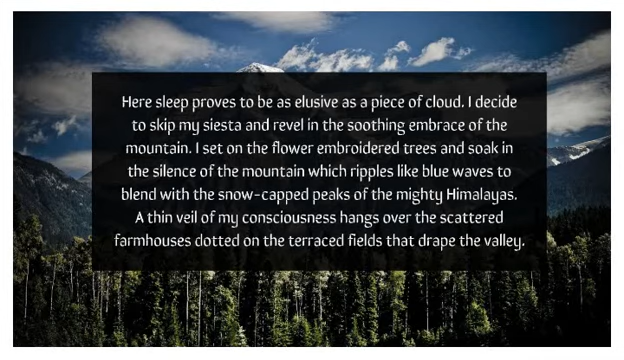 Here sleep proves to be as elusive as a piece of cloud. I decide
to skip my siesta and revel in the soothing embrace of the
mountain. I set on the flower embroidered trees and soak in
the silence of the mountain which ripples like blue waves to
blend with the snow-capped peaks of the mighty Himalayas.
A thin veil of my consciousness hangs over the scattered
farmhouses dotted on the terraced fields that drape the valley.